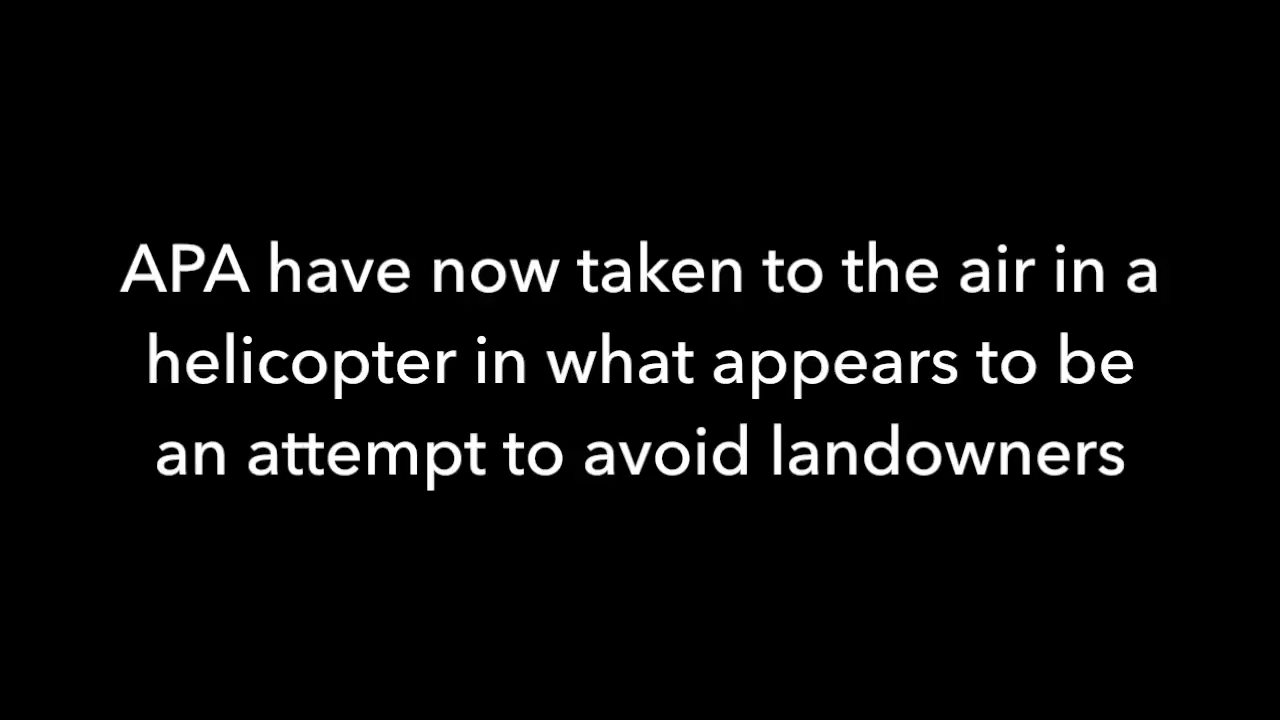 APA have now taken to the air in a
helicopter in what appears to be
an attempt to avoid landowners